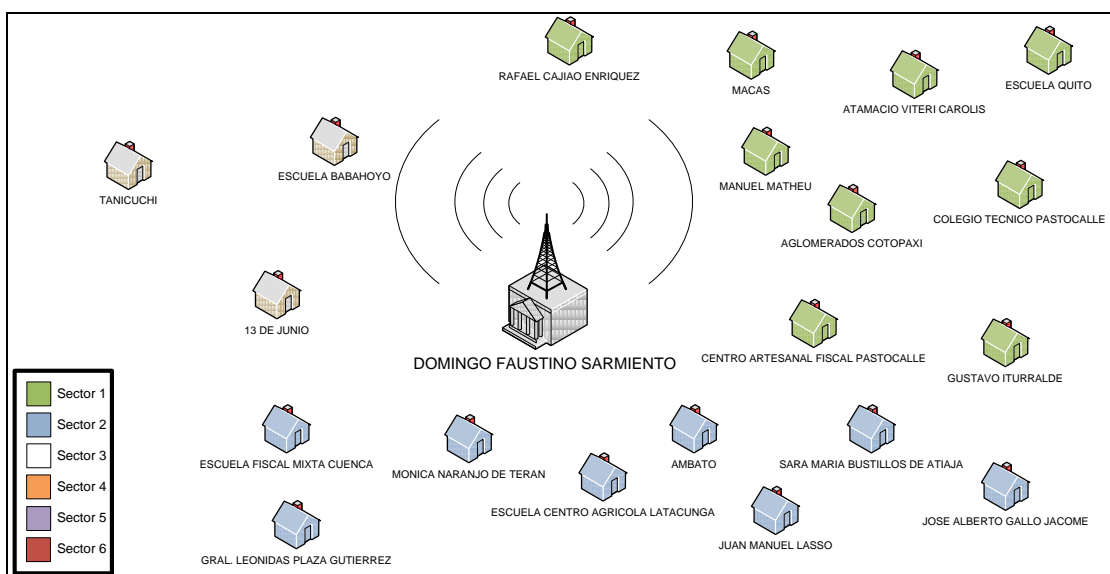 RAFAEL CAJIAO ENRIQUEZ
MACAS
ATAMACIO VITERI CAROLIS
ESCUELA QUITO
TANICUCHI
ESCUELA BABAHOYO
MANUEL MATHEU
AGLOMERADOS COTOPAXI
COLEGIO TECNICO PASTOCALLE
13 DE JUNIO
DOMINGO FAUSTINO SARMIENTO
CENTRO ARTESANAL FISCAL PASTOCALLE
GUSTAVO ITURRALDE
Sector 1
Sector 2
Sector 3
Sector 4
Sector 5
Sector 6
ESCUELA FISCAL MIXTA CUENCA
MONICA NARANJO DE TERAN
AMBATO
SARA MARIA BUSTILLOS DE ATIAJA
ESCUELA CENTRO AGRICOLA LATACUNGA
JOSE ALBERTO GALLO JACOME
GRAL. LEONIDAS PLAZA GUTIERREZ
JUAN MANUEL LASSO